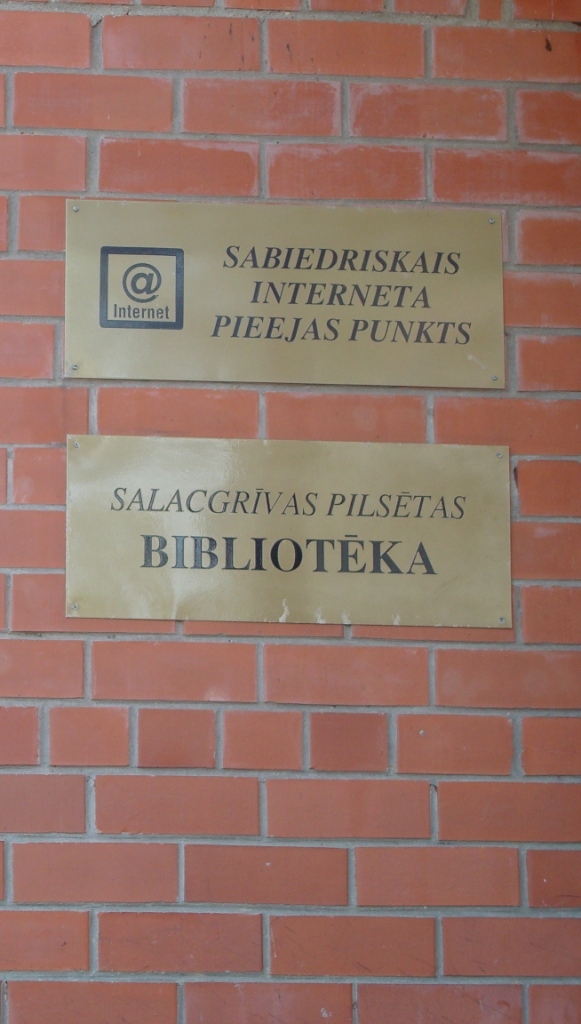 @
Internet
SABIEDRISKAIS
INTERNETA
PIEEJAS PUNKTS
SALACGRĪVAS PILSĒTAS
BIBLIOTĒKA